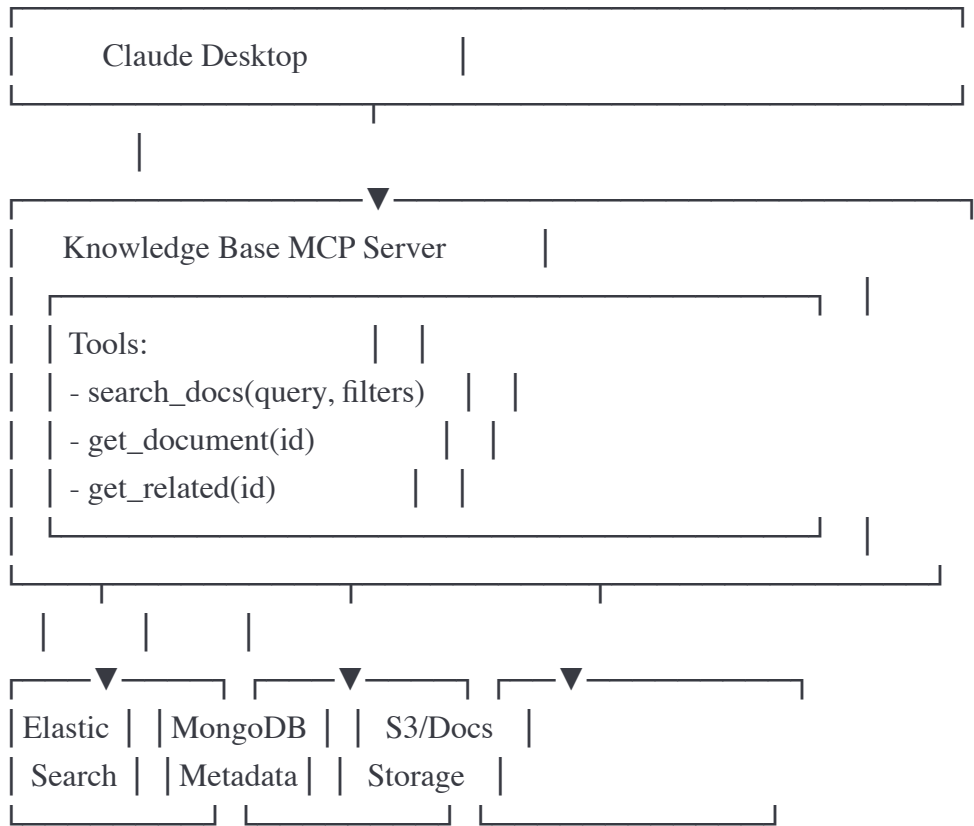 Claude Desktop
Knowledge Base MCP Server
Tools:
- search_docs(query, filters)
- get_document(id)
- get_related(id)
Elastic MongoDB S3/Docs
Search Metadata Storage